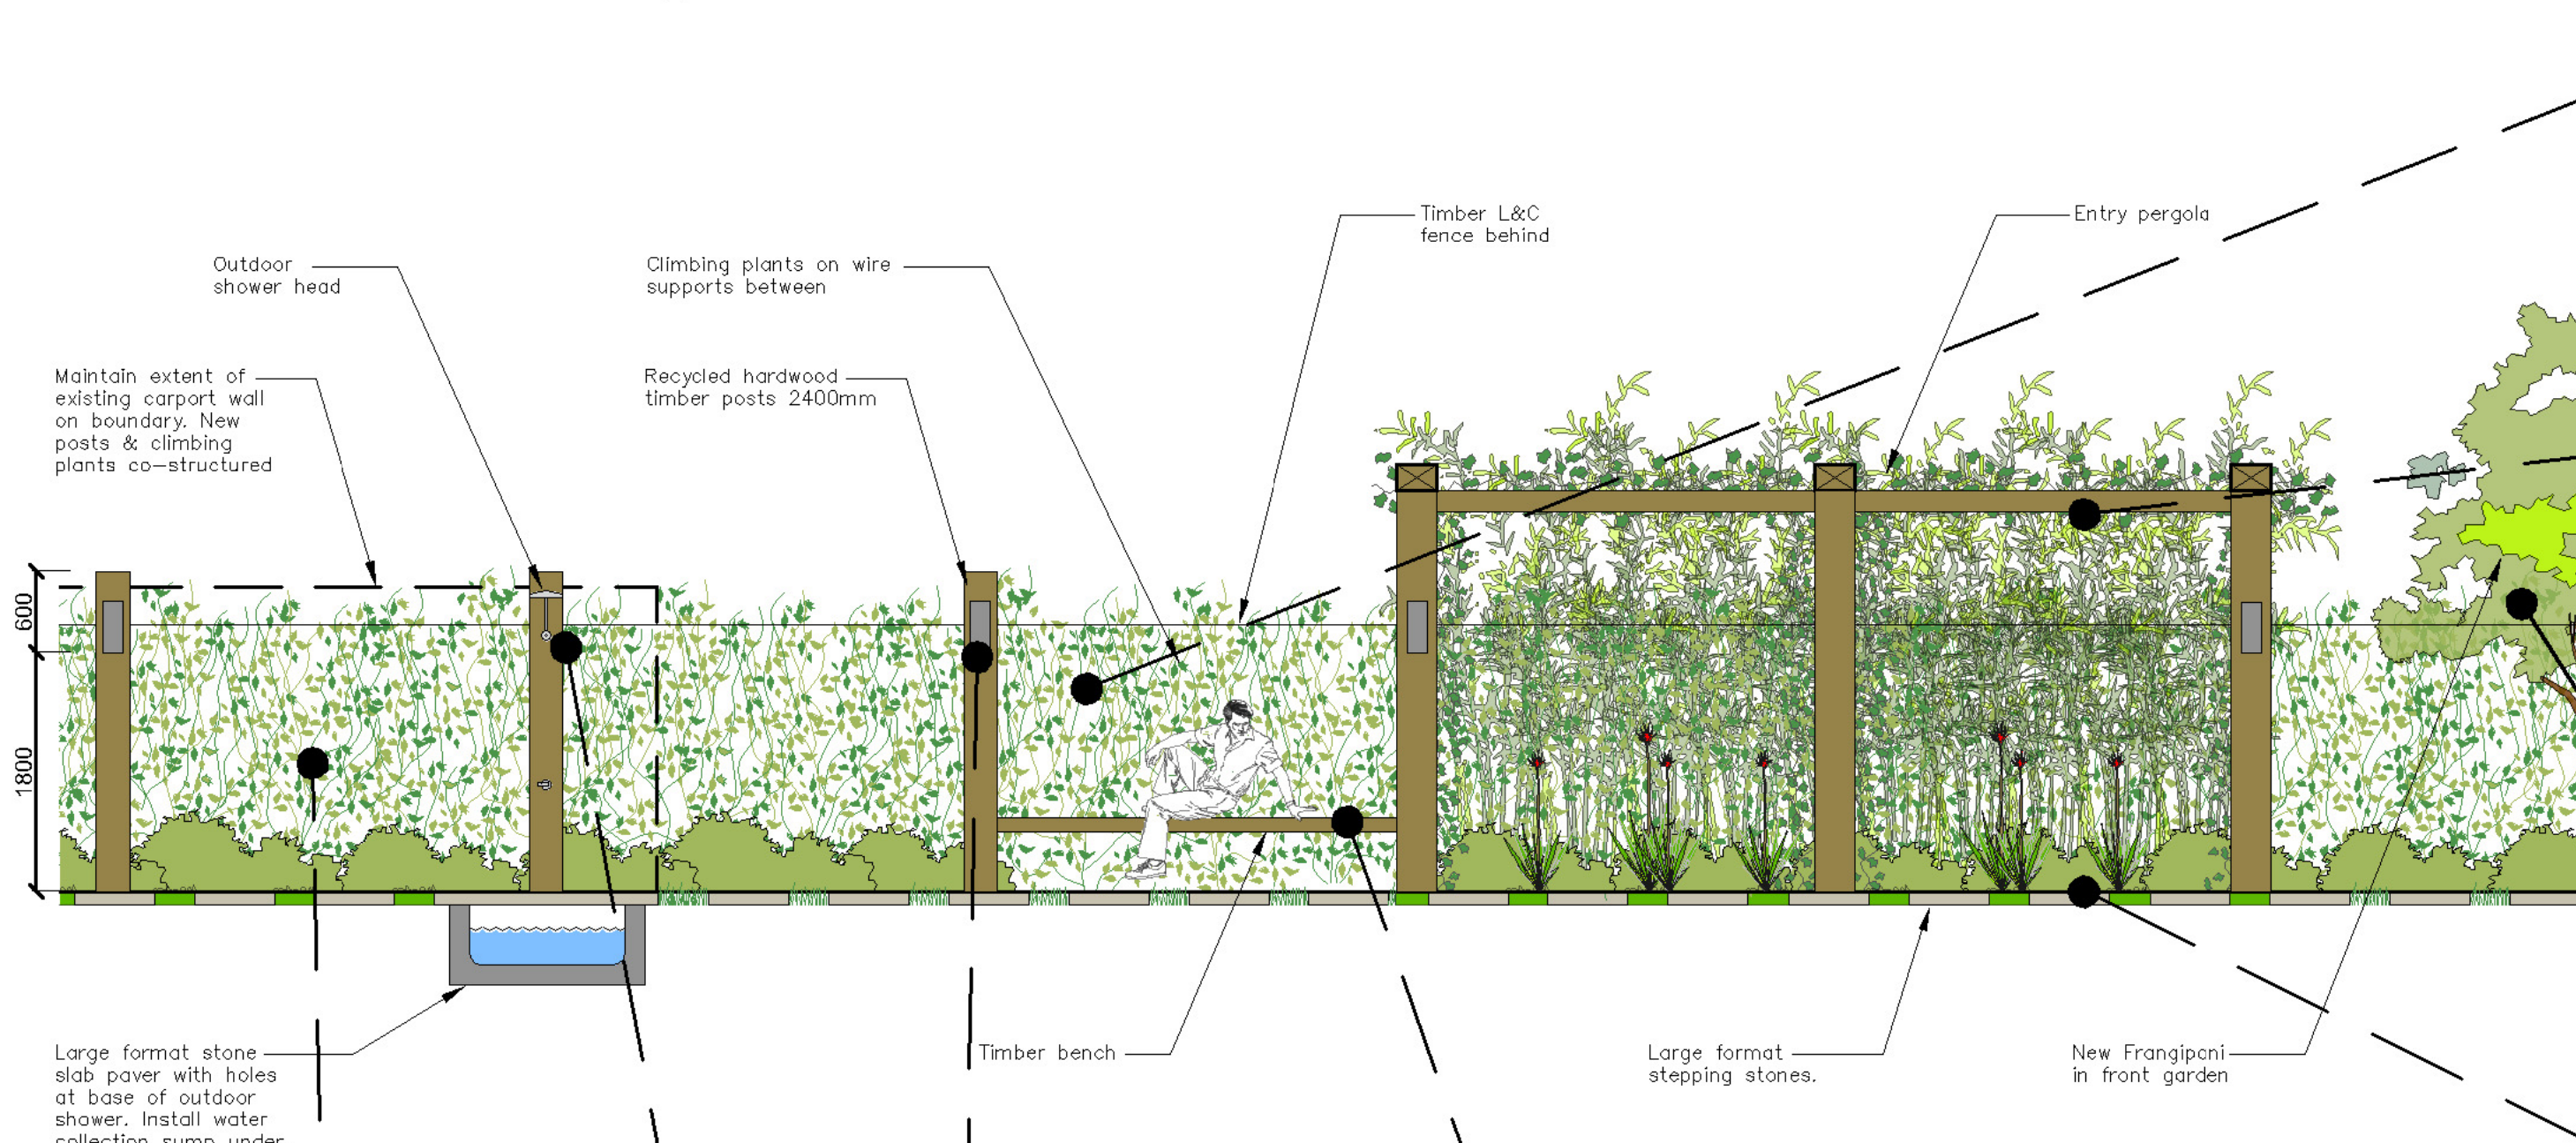 Timber L&C
fence behind
Entry pergola
Outdoor
shower head
Climbing plants on wire
supports between
Maintain extent of
existing carport wall
on boundary. New
posts & climbing
plants co-structured
Recycled hardwood
timber posts 2400mm
600
1800
Large format stone
slab paver with holes
at base of outdoor
shower. Install water
collection sump under
Timber bench
Large format
stepping stones.
New Frangipani
in front garden